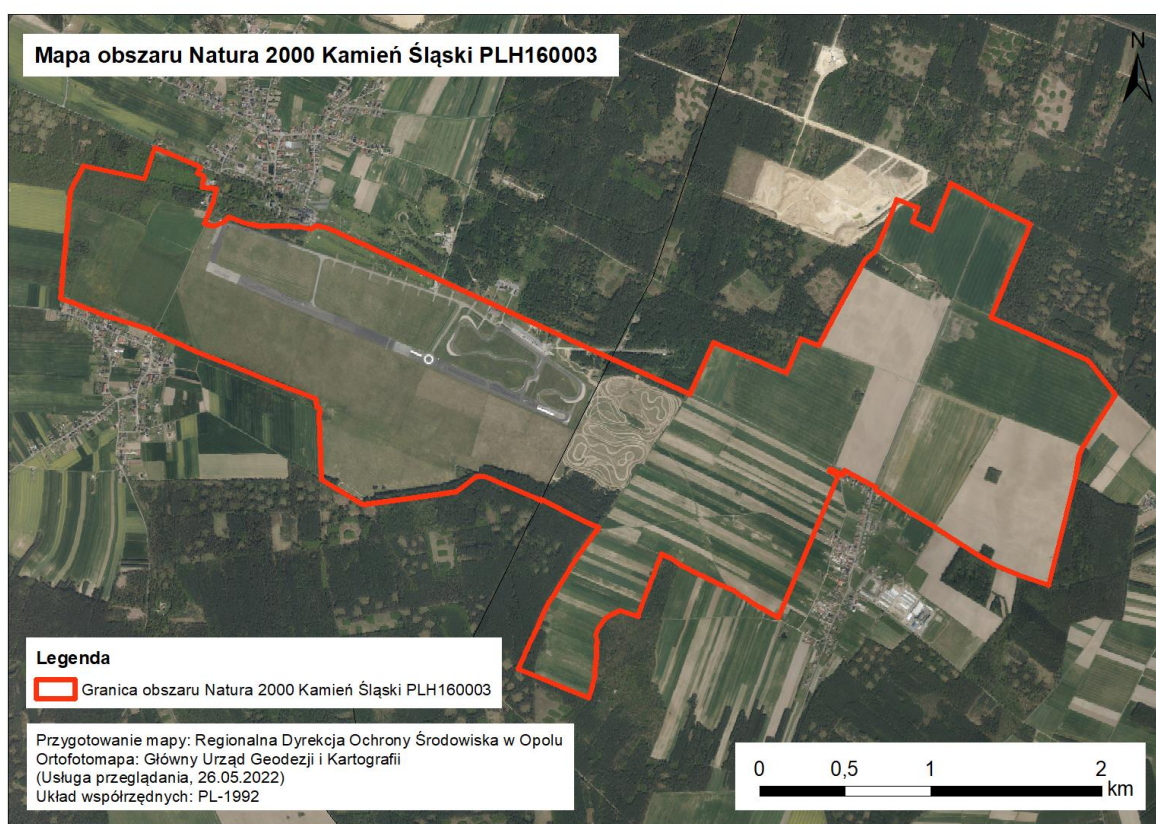 Mapa obszaru Natura 2000 Kamień Śląski PLH160003
N
Legenda
Granica obszaru Natura 2000 Kamień Śląski PLH160003
Przygotowanie mapy: Regionalna Dyrekcja Ochrony Środowiska w Opolu
Ortofotomapa: Główny Urząd Geodezji i Kartografii
(Usługa przeglądania, 26.05.2022)
Układ współrzędnych: PL-1992
0 0,5 1 2
km